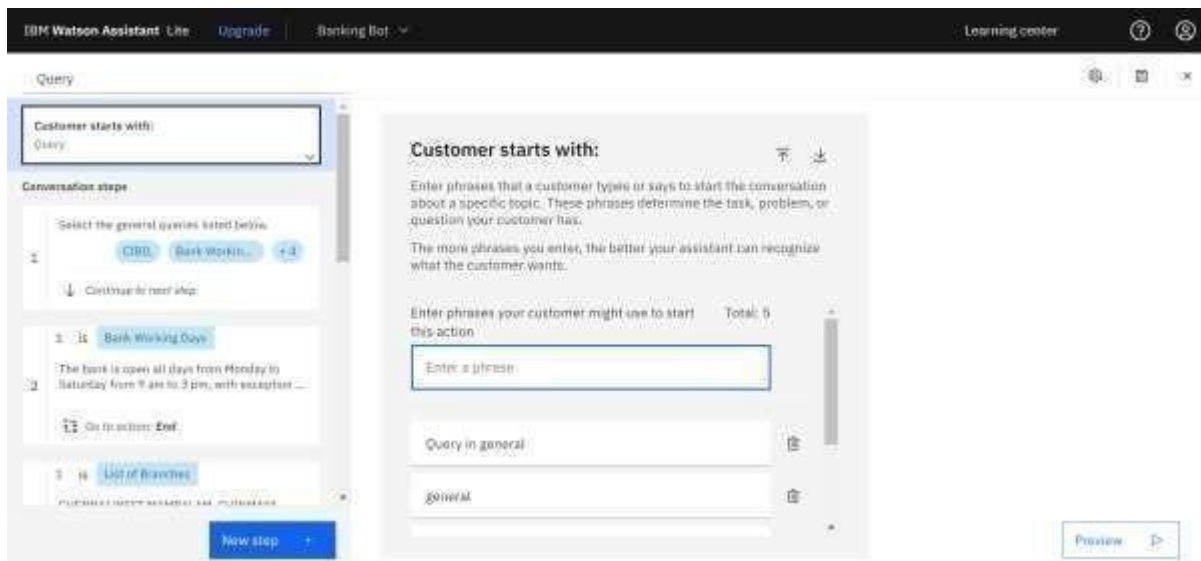 IBM Watson Assistant Lite Upgrade Banking Bot Learning center
Query
Customer starts with:
Query
Conversation steps
1
Select the general queries listed below.
CIBIL Bank Workin... +4
Continue to next step
2
1 is Bank Working Days
The bank is open all days from Monday to
Saturday from 9 am to 3 pm, with exception ...
Go to action: End
1 is List of Branches
New step +
Customer starts with:
Enter phrases that a customer types or says to start the conversation
about a specific topic. These phrases determine the task, problem, or
question your customer has.
The more phrases you enter, the better your assistant can recognize
what the customer wants.
Enter phrases your customer might use to start
this action
Total: 5
Enter a phrase
Query in general
general
Preview